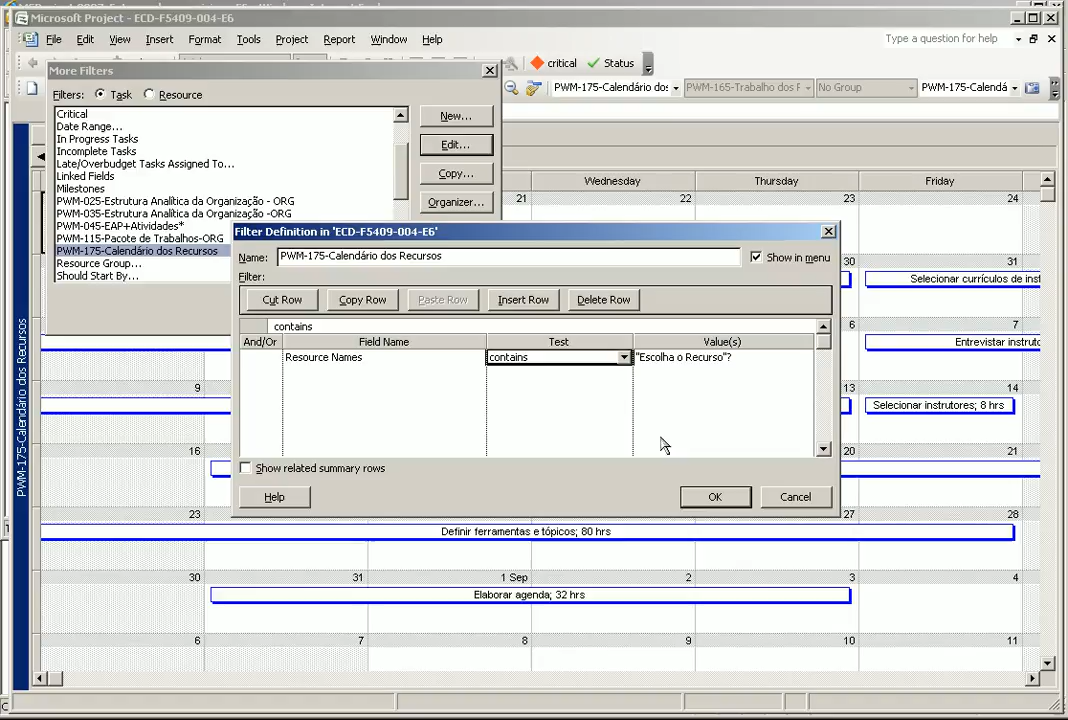 Microsoft Project - ECD-F5409-004-E6
File Edit View Insert Format Tools Project Report Window Help
Type a question for help
critical Status
PWM-175-Calendário dos PWM-165-Trabalho dos F No Group PWM-175-Calendá
More Filters
Filters: Task Resource
Critical
Date Range...
In Progress Tasks
Incomplete Tasks
Late/Overbudget Tasks Assigned To...
Linked Fields
Milestones
PWM-025-Estrutura Analítica da Organização - ORG
PWM-035-Estrutura Analítica da Organização -ORG
PWM-045-EAP+Atividades*
PWM-115-Pacote de Trabalhos-ORG
PWM-175-Calendário dos Recursos
Resource Group...
Should Start By...
New...
Edit...
Copy...
Organizer...
Wednesday Thursday Friday
21 22 23 24
Filter Definition in 'ECD-F5409-004-E6'
Name: PWM-175-Calendário dos Recursos Show in menu
Filter:
Cut Row Copy Row Paste Row Insert Row Delete Row
contains
And/Or Field Name Test Value(s)
Resource Names contains "Escolha o Recurso"?
Show related summary rows
Help OK Cancel
30 31
Selecionar currículos de inst
6 7
Entrevistar instruto
9 13 14
Selecionar instrutores; 8 hrs
16 20 21
23 27 28
Definir ferramentas e tópicos; 80 hrs
30 31 1 Sep 2 3 4
Elaborar agenda; 32 hrs
6 7 8 9 10 11
PWM-175-Calendário dos Recursos